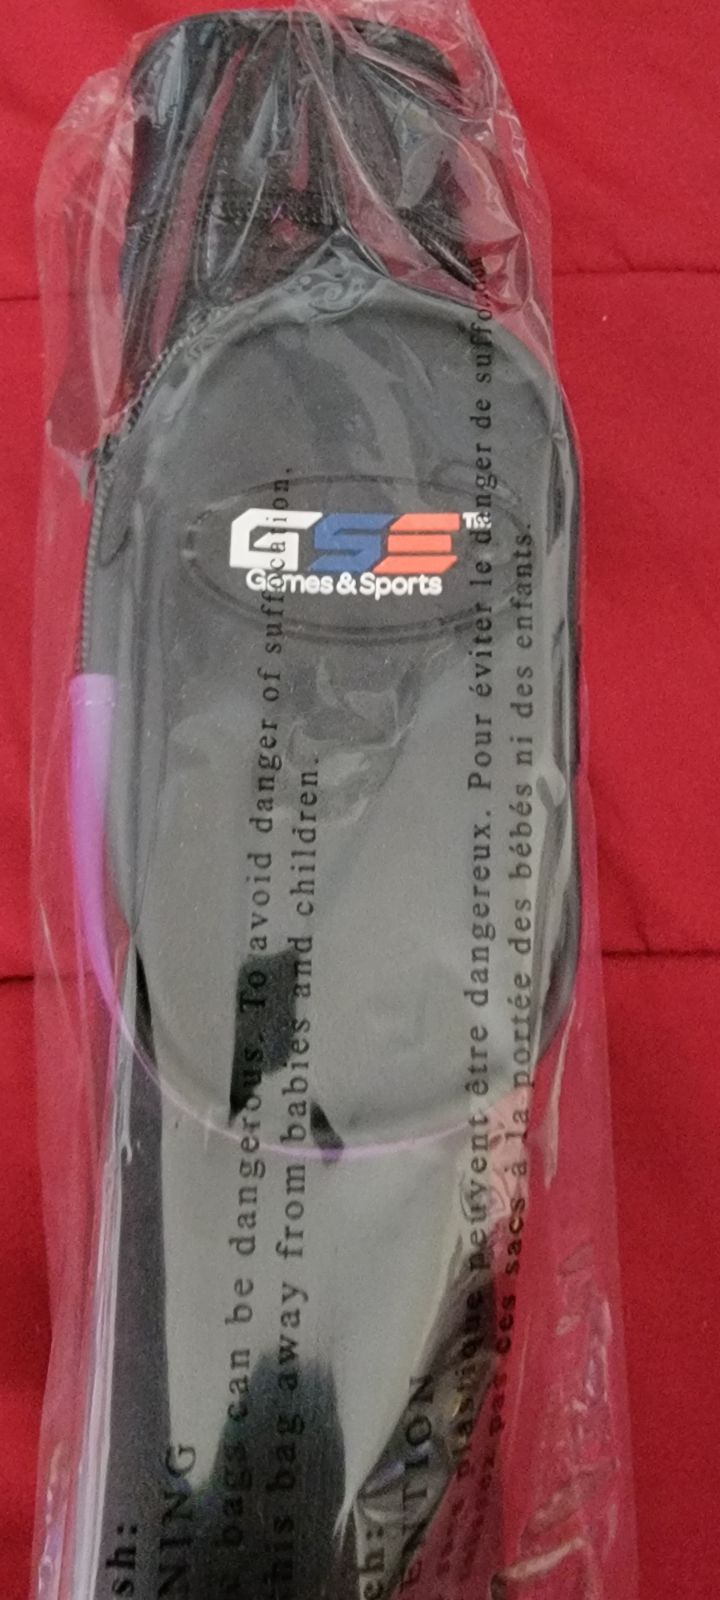 GSE™
Games & Sports
sh:
NING
bags can be dangerous. To avoid danger of suffocation.
his bag away from babies and children.
ch:
ENTION
plastique peuvent être dangereux. Pour éviter le danger de suffo
pas ces sacs à la portée des bébés ni des enfants.